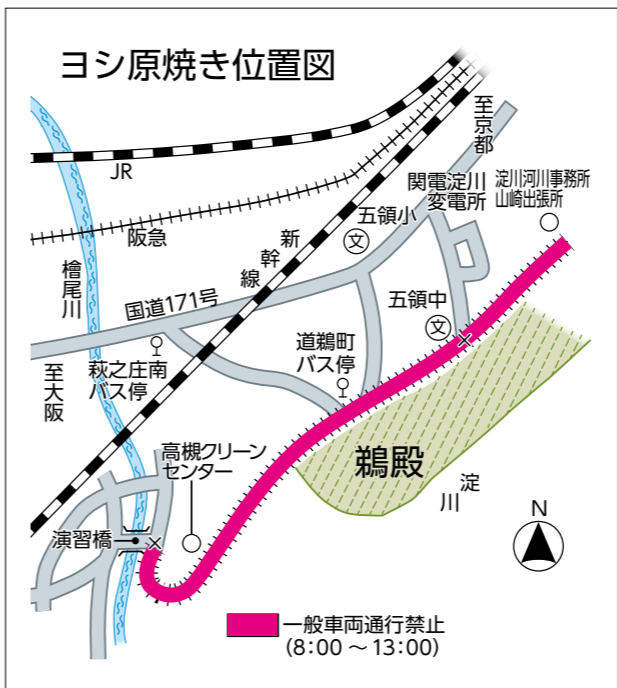 ヨシ原焼き位置図
至京都
JR
関電淀川
変電所
淀川河川事務所
山崎出張所
五領小
文
阪急
新幹線
檜尾川
国道171号
五領中
文
道鵜町
バス停
萩之庄南
バス停
至大阪
高槻クリーン
センター
鵜殿
淀川
演習橋
N
一般車両通行禁止
(8:00 ～ 13:00)